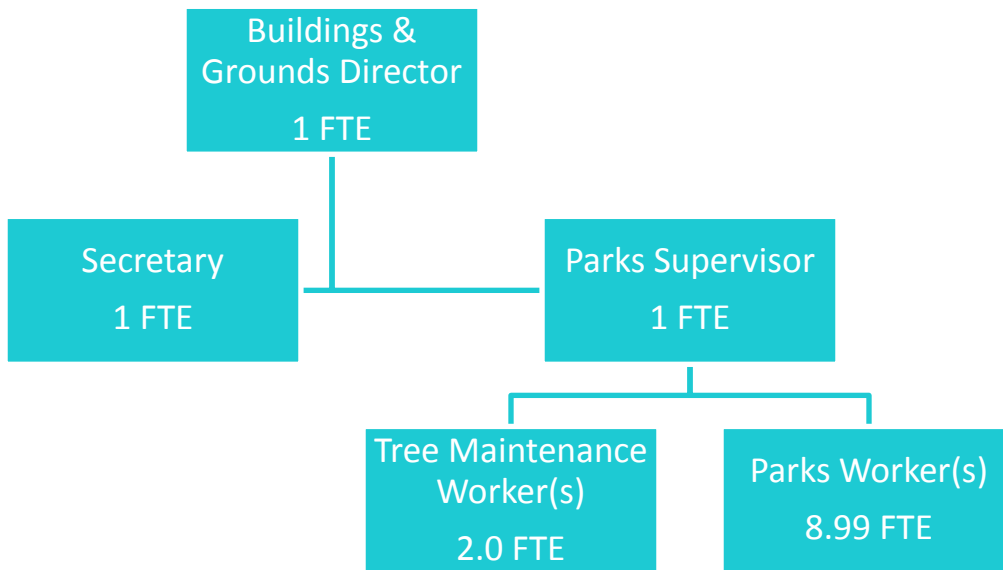 Buildings &
Grounds Director
1 FTE
Secretary
1 FTE
Parks Supervisor
1 FTE
Tree Maintenance
Worker(s)
2.0 FTE
Parks Worker(s)
8.99 FTE